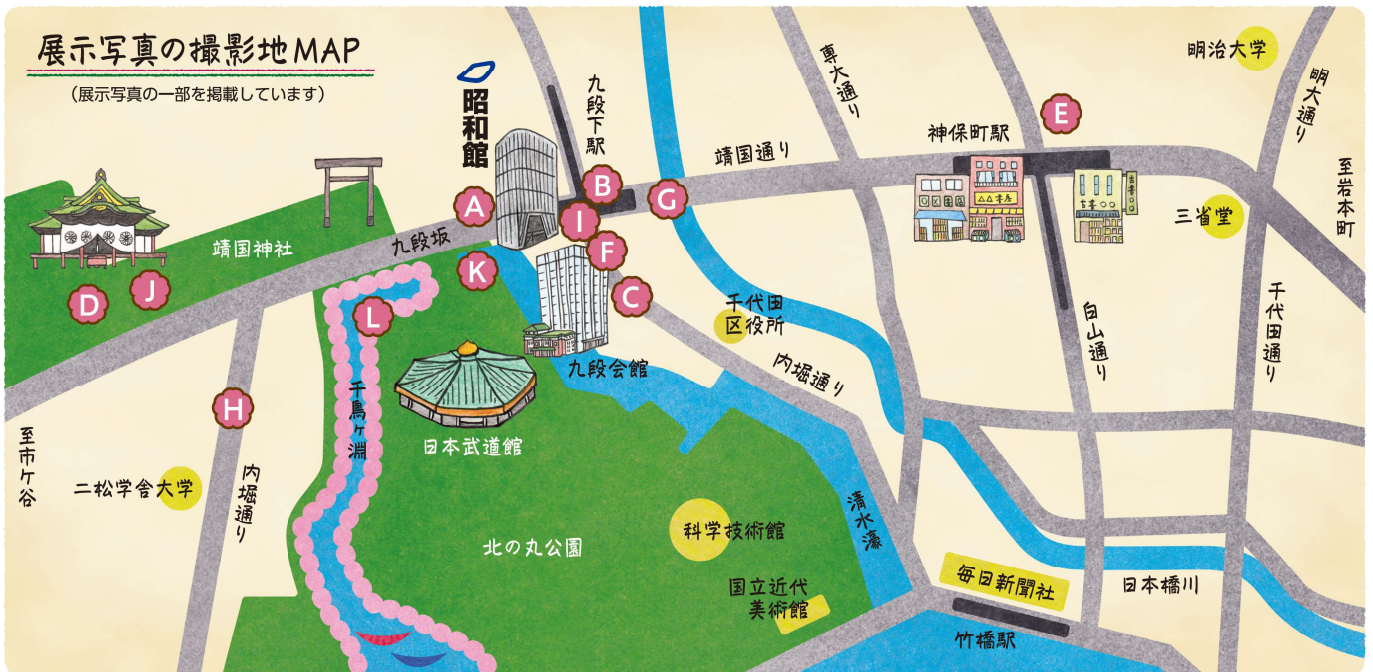 展示写真の撮影地MAP
（展示写真の一部を掲載しています）
昭和館
九段下駅
専大通り
明治大学
明大通り
神保町駅
E
靖国通り
至岩本町
三省堂
A
B
G
I
F
K
C
九段坂
靖国神社
D
J
L
H
千代田
区役所
内堀通り
九段会館
白山通り
千代田通り
千鳥ヶ淵
日本武道館
至市ケ谷
二松学舎大学
内堀通り
北の丸公園
科学技術館
清水濠
国立近代
美術館
毎日新聞社
竹橋駅
日本橋川
△△本店
古書○○
古書○○